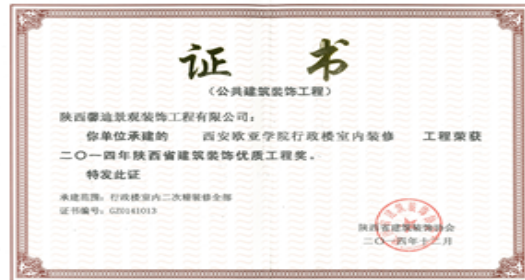 证 书
(公共建筑装饰工程)
陕西馨迪景观装饰工程有限公司:
你单位承建的 西安欧亚学院行政楼室内装修 工程荣获
二〇一四年陕西省建筑装饰优质工程奖。
特发此证
承建范围:行政楼室内二次精装修全部
证书编号:GZ0141013
陕西省建筑装饰协会
二〇一四年十二月